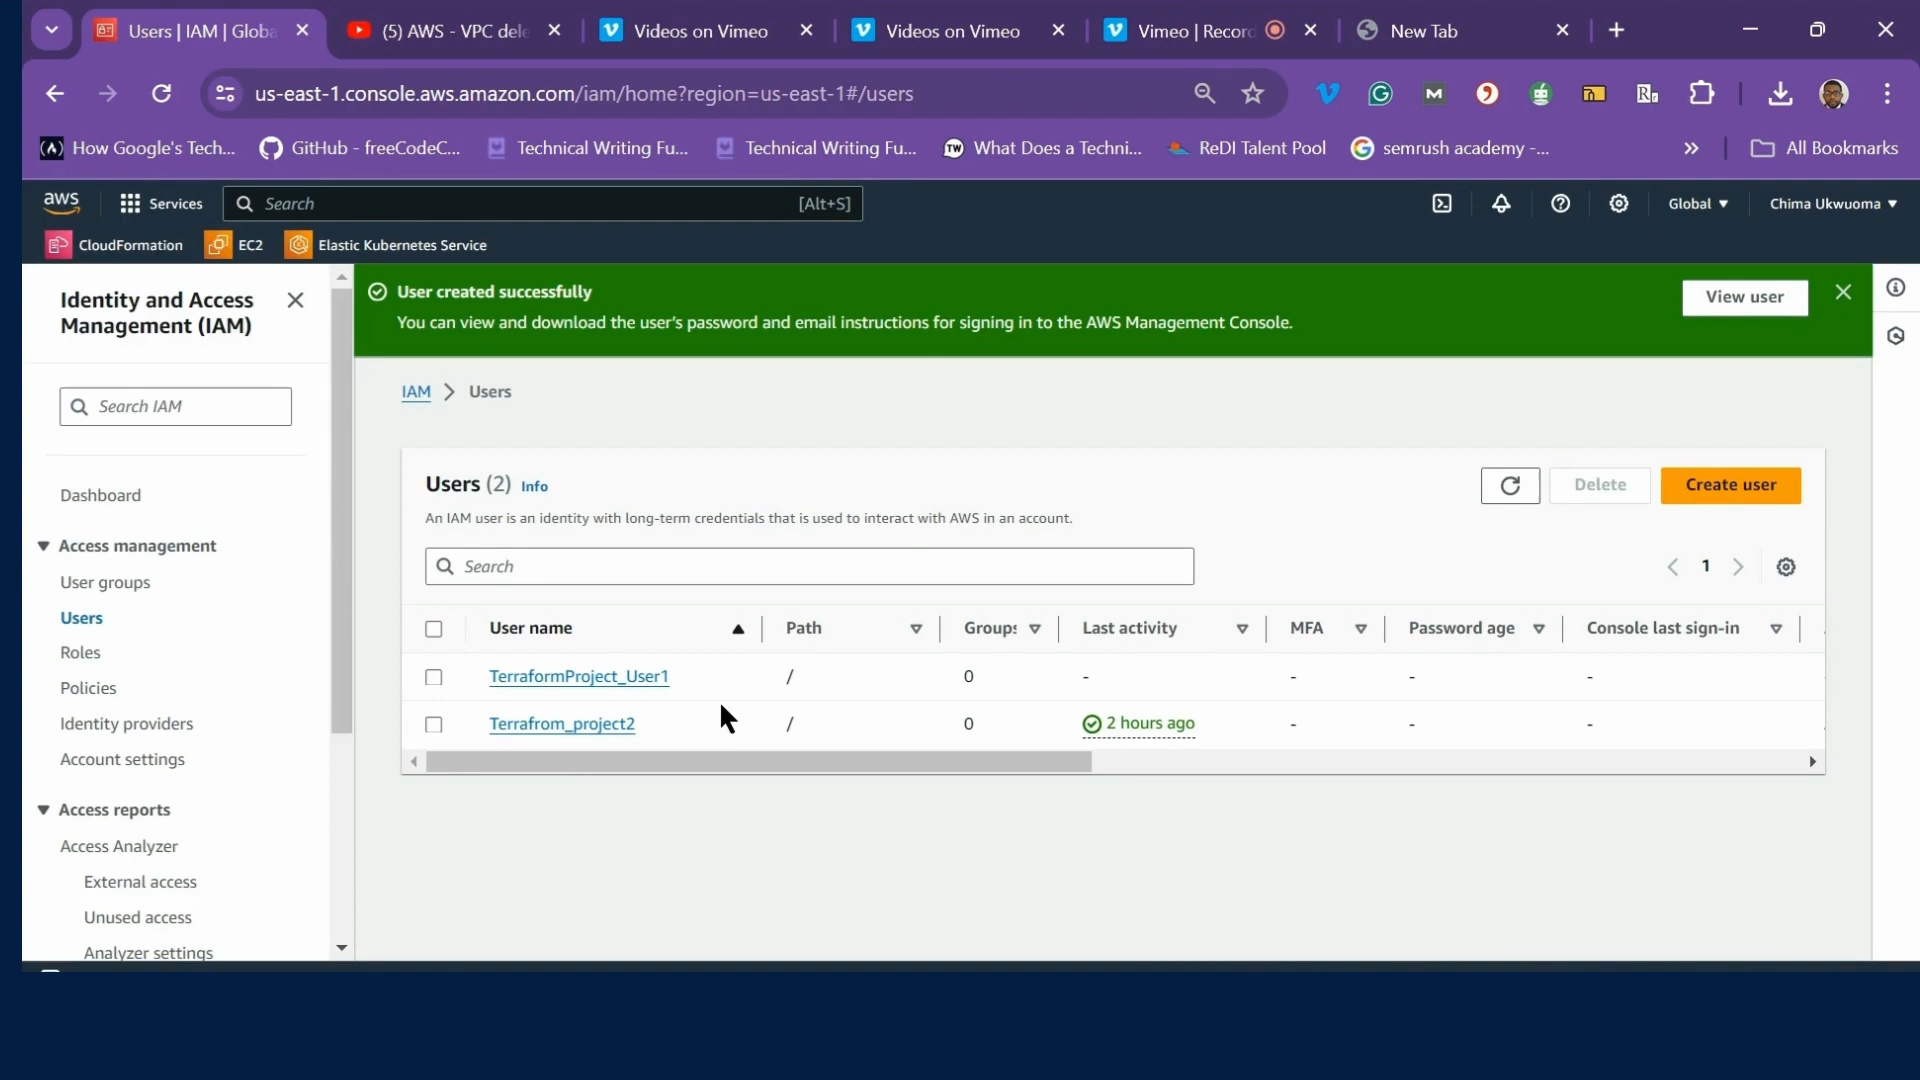 Users | IAM | Globa
(5) AWS - VPC dele
Videos on Vimeo
Videos on Vimeo
Vimeo | Record
New Tab
us-east-1.console.aws.amazon.com/iam/home?region=us-east-1#/users
How Google's Tech...
GitHub - freeCodeC...
Technical Writing Fu...
Technical Writing Fu...
What Does a Techni...
ReDI Talent Pool
semrush academy -...
All Bookmarks
aws
Services
Search
[Alt+S]
Global
Chima Ukwuoma
CloudFormation
EC2
Elastic Kubernetes Service
Identity and Access
Management (IAM)
Search IAM
Dashboard
Access management
User groups
Users
Roles
Policies
Identity providers
Account settings
Access reports
Access Analyzer
External access
Unused access
Analyzer settings
User created successfully
You can view and download the user's password and email instructions for signing in to the AWS Management Console.
View user
IAM > Users
Users (2) Info
Delete
Create user
An IAM user is an identity with long-term credentials that is used to interact with AWS in an account.
Search
1
User name
Path
Groups
Last activity
MFA
Password age
Console last sign-in
TerraformProject_User1 / 0 - - - -
Terrafrom_project2 / 0 2 hours ago - - -